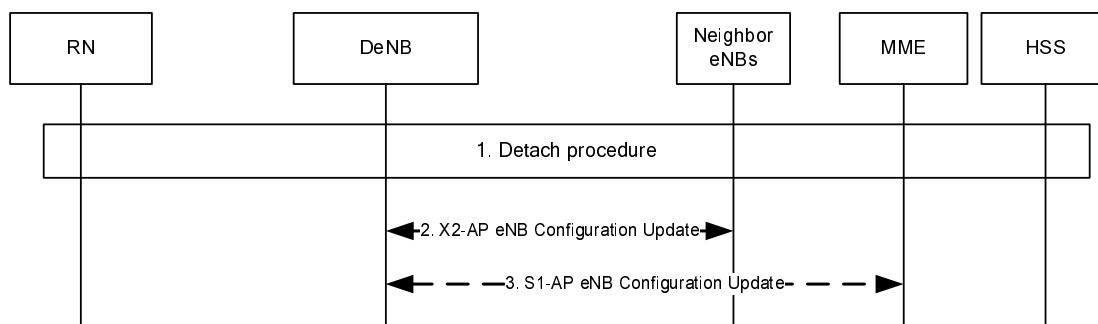 RN
DeNB
Neighbor
eNBs
MME
HSS
1. Detach procedure
2. X2-AP eNB Configuration Update
3. S1-AP eNB Configuration Update